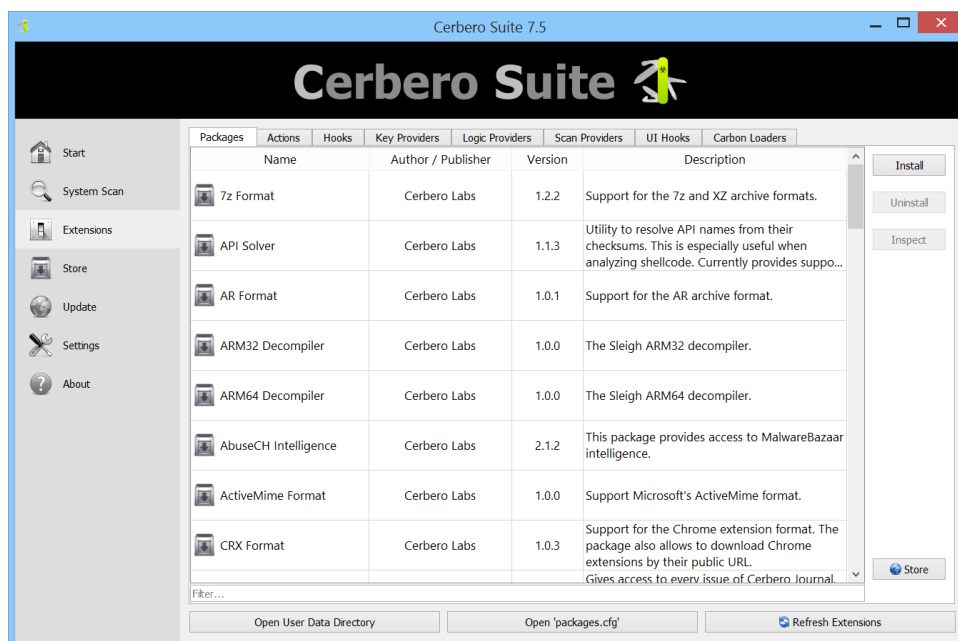 Cerbero Suite 7.5
Cerbero Suite
Start
System Scan
Extensions
Store
Update
Settings
About
Packages Actions Hooks Key Providers Logic Providers Scan Providers UI Hooks Carbon Loaders
Name Author / Publisher Version Description
7z Format Cerbero Labs 1.2.2 Support for the 7z and XZ archive formats.
API Solver Cerbero Labs 1.1.3 Utility to resolve API names from their
checksums. This is especially useful when
analyzing shellcode. Currently provides suppo...
AR Format Cerbero Labs 1.0.1 Support for the AR archive format.
ARM32 Decompiler Cerbero Labs 1.0.0 The Sleigh ARM32 decompiler.
ARM64 Decompiler Cerbero Labs 1.0.0 The Sleigh ARM64 decompiler.
AbuseCH Intelligence Cerbero Labs 2.1.2 This package provides access to MalwareBazaar
intelligence.
ActiveMime Format Cerbero Labs 1.0.0 Support Microsoft's ActiveMime format.
CRX Format Cerbero Labs 1.0.3 Support for the Chrome extension format. The
package also allows to download Chrome
extensions by their public URL.
Gives access to every issue of Cerbero Journal.
Filter...
Install
Uninstall
Inspect
Store
Open User Data Directory Open 'packages.cfg' Refresh Extensions